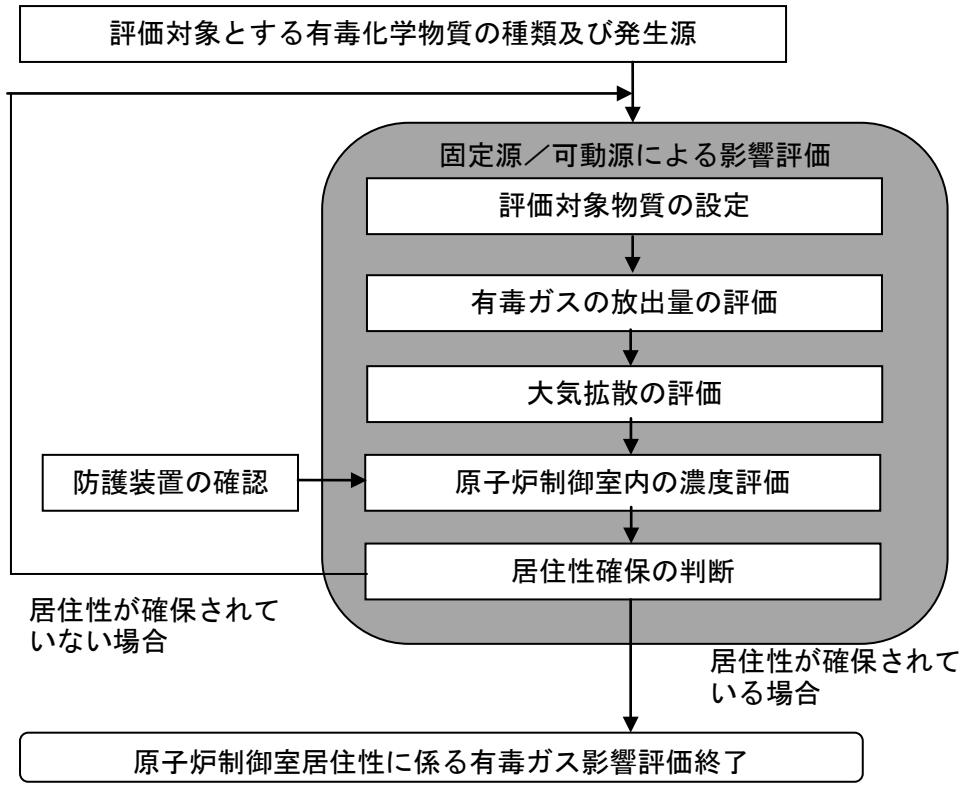 評価対象とする有毒化学物質の種類及び発生源
固定源／可動源による影響評価
評価対象物質の設定
有毒ガスの放出量の評価
大気拡散の評価
防護装置の確認
原子炉制御室内の濃度評価
居住性確保の判断
居住性が確保されて
いない場合
居住性が確保されて
いる場合
原子炉制御室居住性に係る有毒ガス影響評価終了